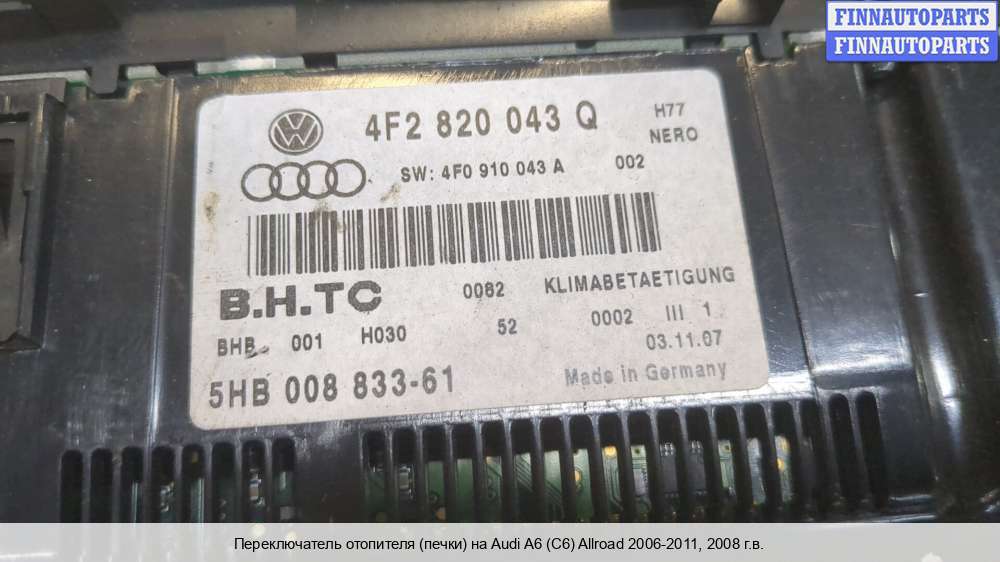 FINNAUTOPARTS
FINNAUTOPARTS
4F2 820 043 Q H77
NERO
SW: 4F0 910 043 A 002
B.H.TC 0082 KLIMABETAETIGUNG
BHB 001 H030 52 0002 III 1
03.11.07
5HB 008 833-61 Made in Germany
Переключатель отопителя (печки) на Audi A6 (C6) Allroad 2006-2011, 2008 г.в.